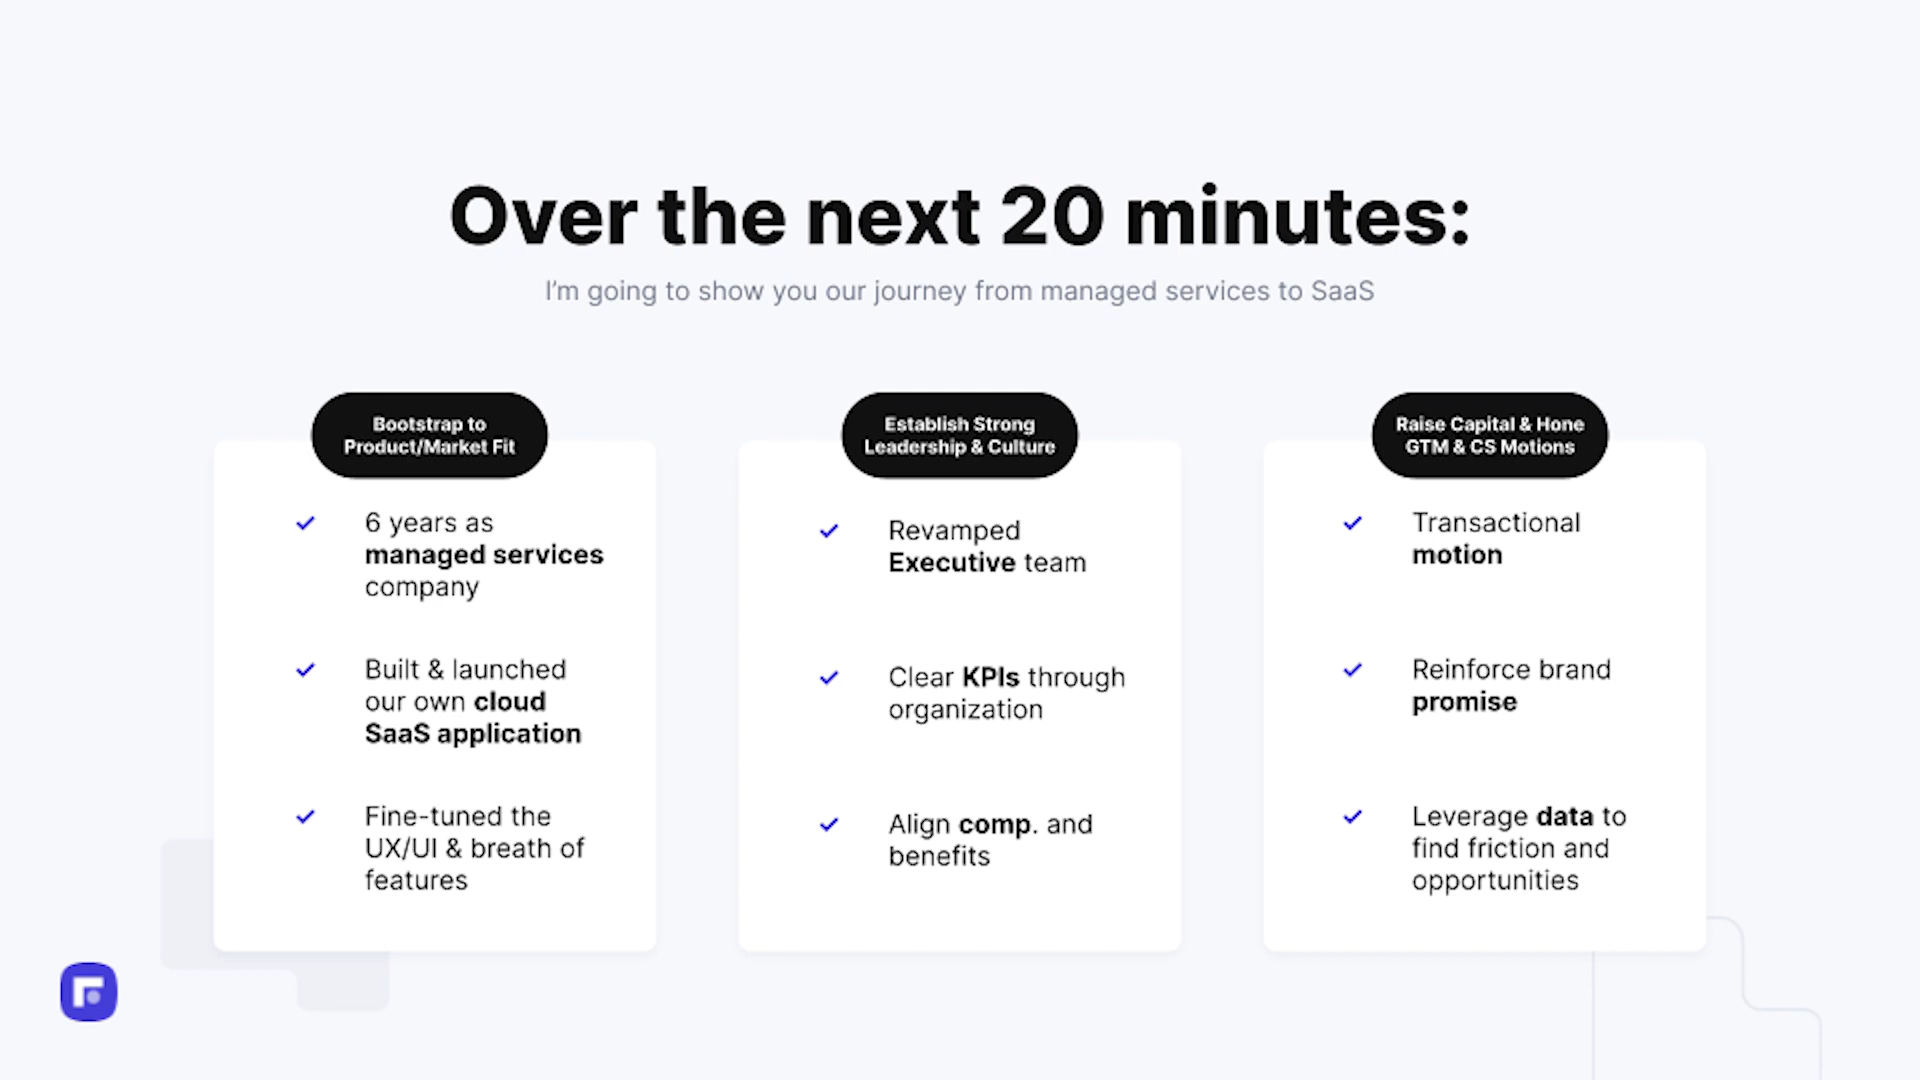 Over the next 20 minutes:
I'm going to show you our journey from managed services to SaaS
Bootstrap to
Product/Market Fit
6 years as
managed services
company
Built & launched
our own cloud
SaaS application
Fine-tuned the
UX/UI & breath of
features
Establish Strong
Leadership & Culture
Revamped
Executive team
Clear KPIs through
organization
Align comp. and
benefits
Raise Capital & Hone
GTM & CS Motions
Transactional
motion
Reinforce brand
promise
Leverage data to
find friction and
opportunities